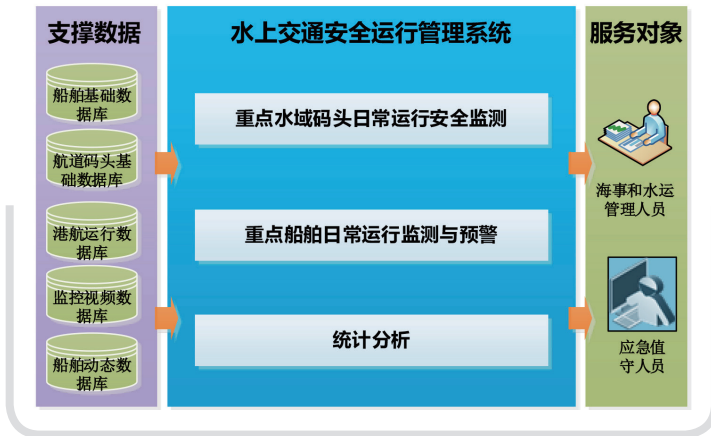 支撑数据
船舶基础数
据库
航道码头基
础数据库
港航运行数
据库
监控视频数
据库
船舶动态数
据库
水上交通安全运行管理系统
重点水域码头日常运行安全监测
重点船舶日常运行监测与预警
统计分析
服务对象
海事和水运
管理人员
应急值
守人员